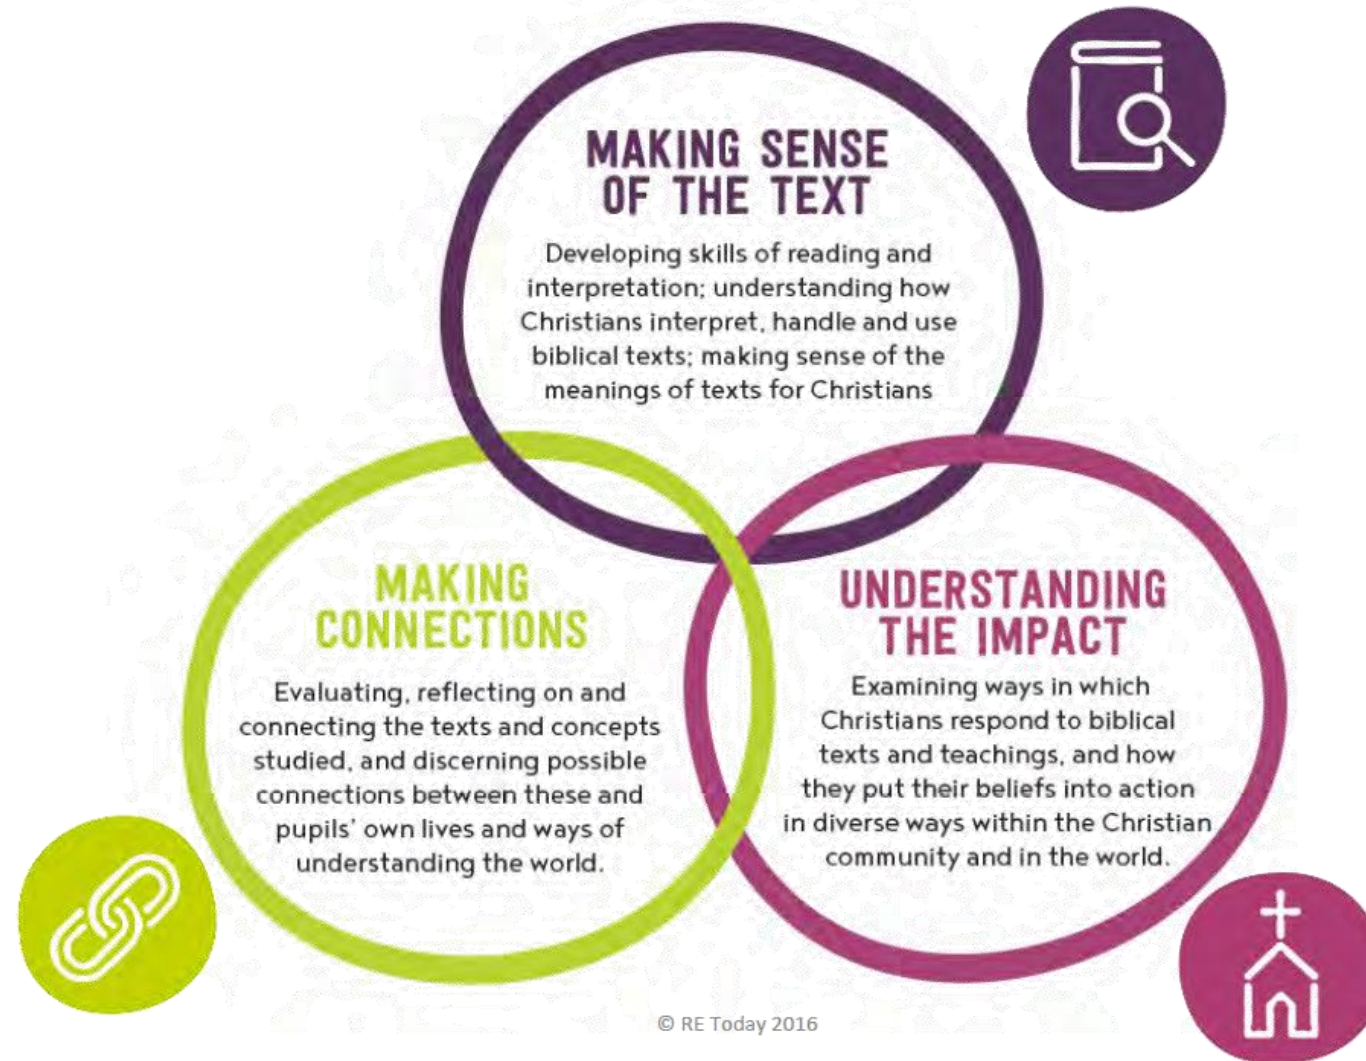 MAKING SENSE
OF THE TEXT
Developing skills of reading and
interpretation; understanding how
Christians interpret, handle and use
biblical texts; making sense of the
meanings of texts for Christians
MAKING
CONNECTIONS
Evaluating, reflecting on and
connecting the texts and concepts
studied, and discerning possible
connections between these and
pupils' own lives and ways of
understanding the world.
UNDERSTANDING
THE IMPACT
Examining ways in which
Christians respond to biblical
texts and teachings, and how
they put their beliefs into action
in diverse ways within the Christian
community and in the world.
© RE Today 2016